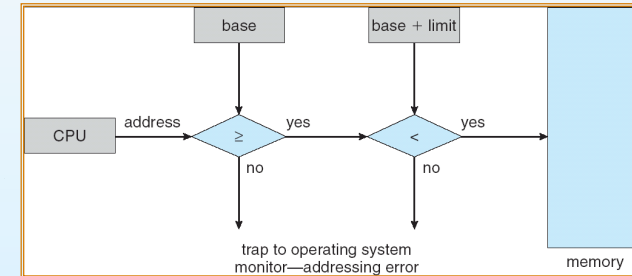 base
base + limit
CPU
address
≥
yes
<
yes
no
no
trap to operating system
monitor—addressing error
memory